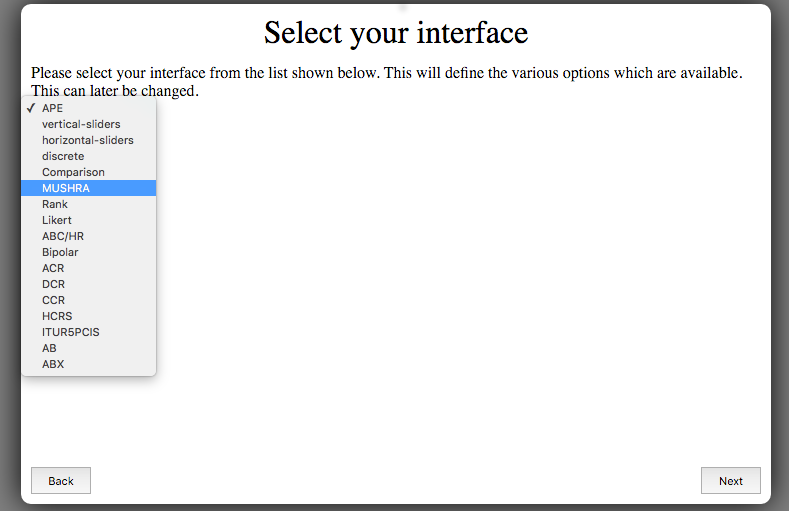 Select your interface
Please select your interface from the list shown below. This will define the various options which are available.
This can later be changed.
✓ APE
vertical-sliders
horizontal-sliders
discrete
Comparison
MUSHRA
Rank
Likert
ABC/HR
Bipolar
ACR
DCR
CCR
HCRS
ITUR5PCIS
AB
ABX
Back
Next